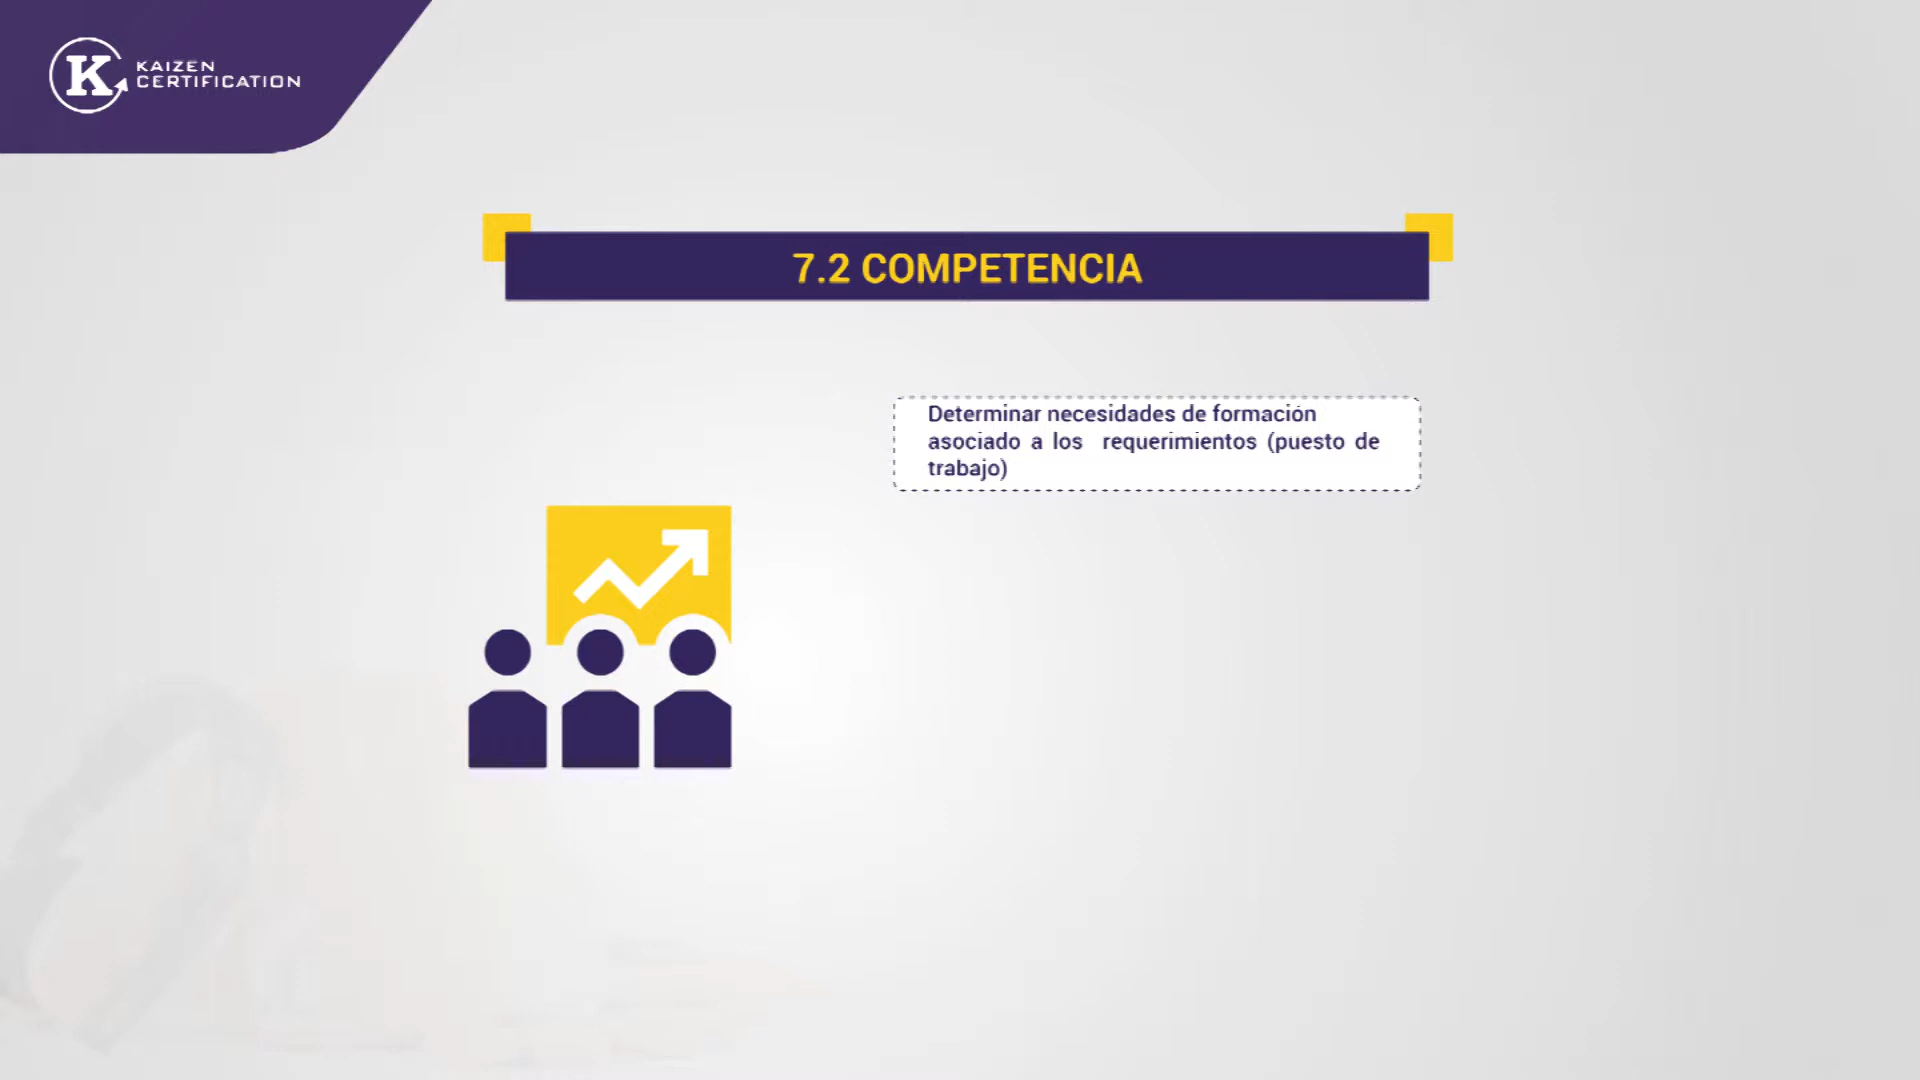 K
KAIZEN
CERTIFICATION
7.2 COMPETENCIA
Determinar necesidades de formación
asociado a los requerimientos (puesto de
trabajo)